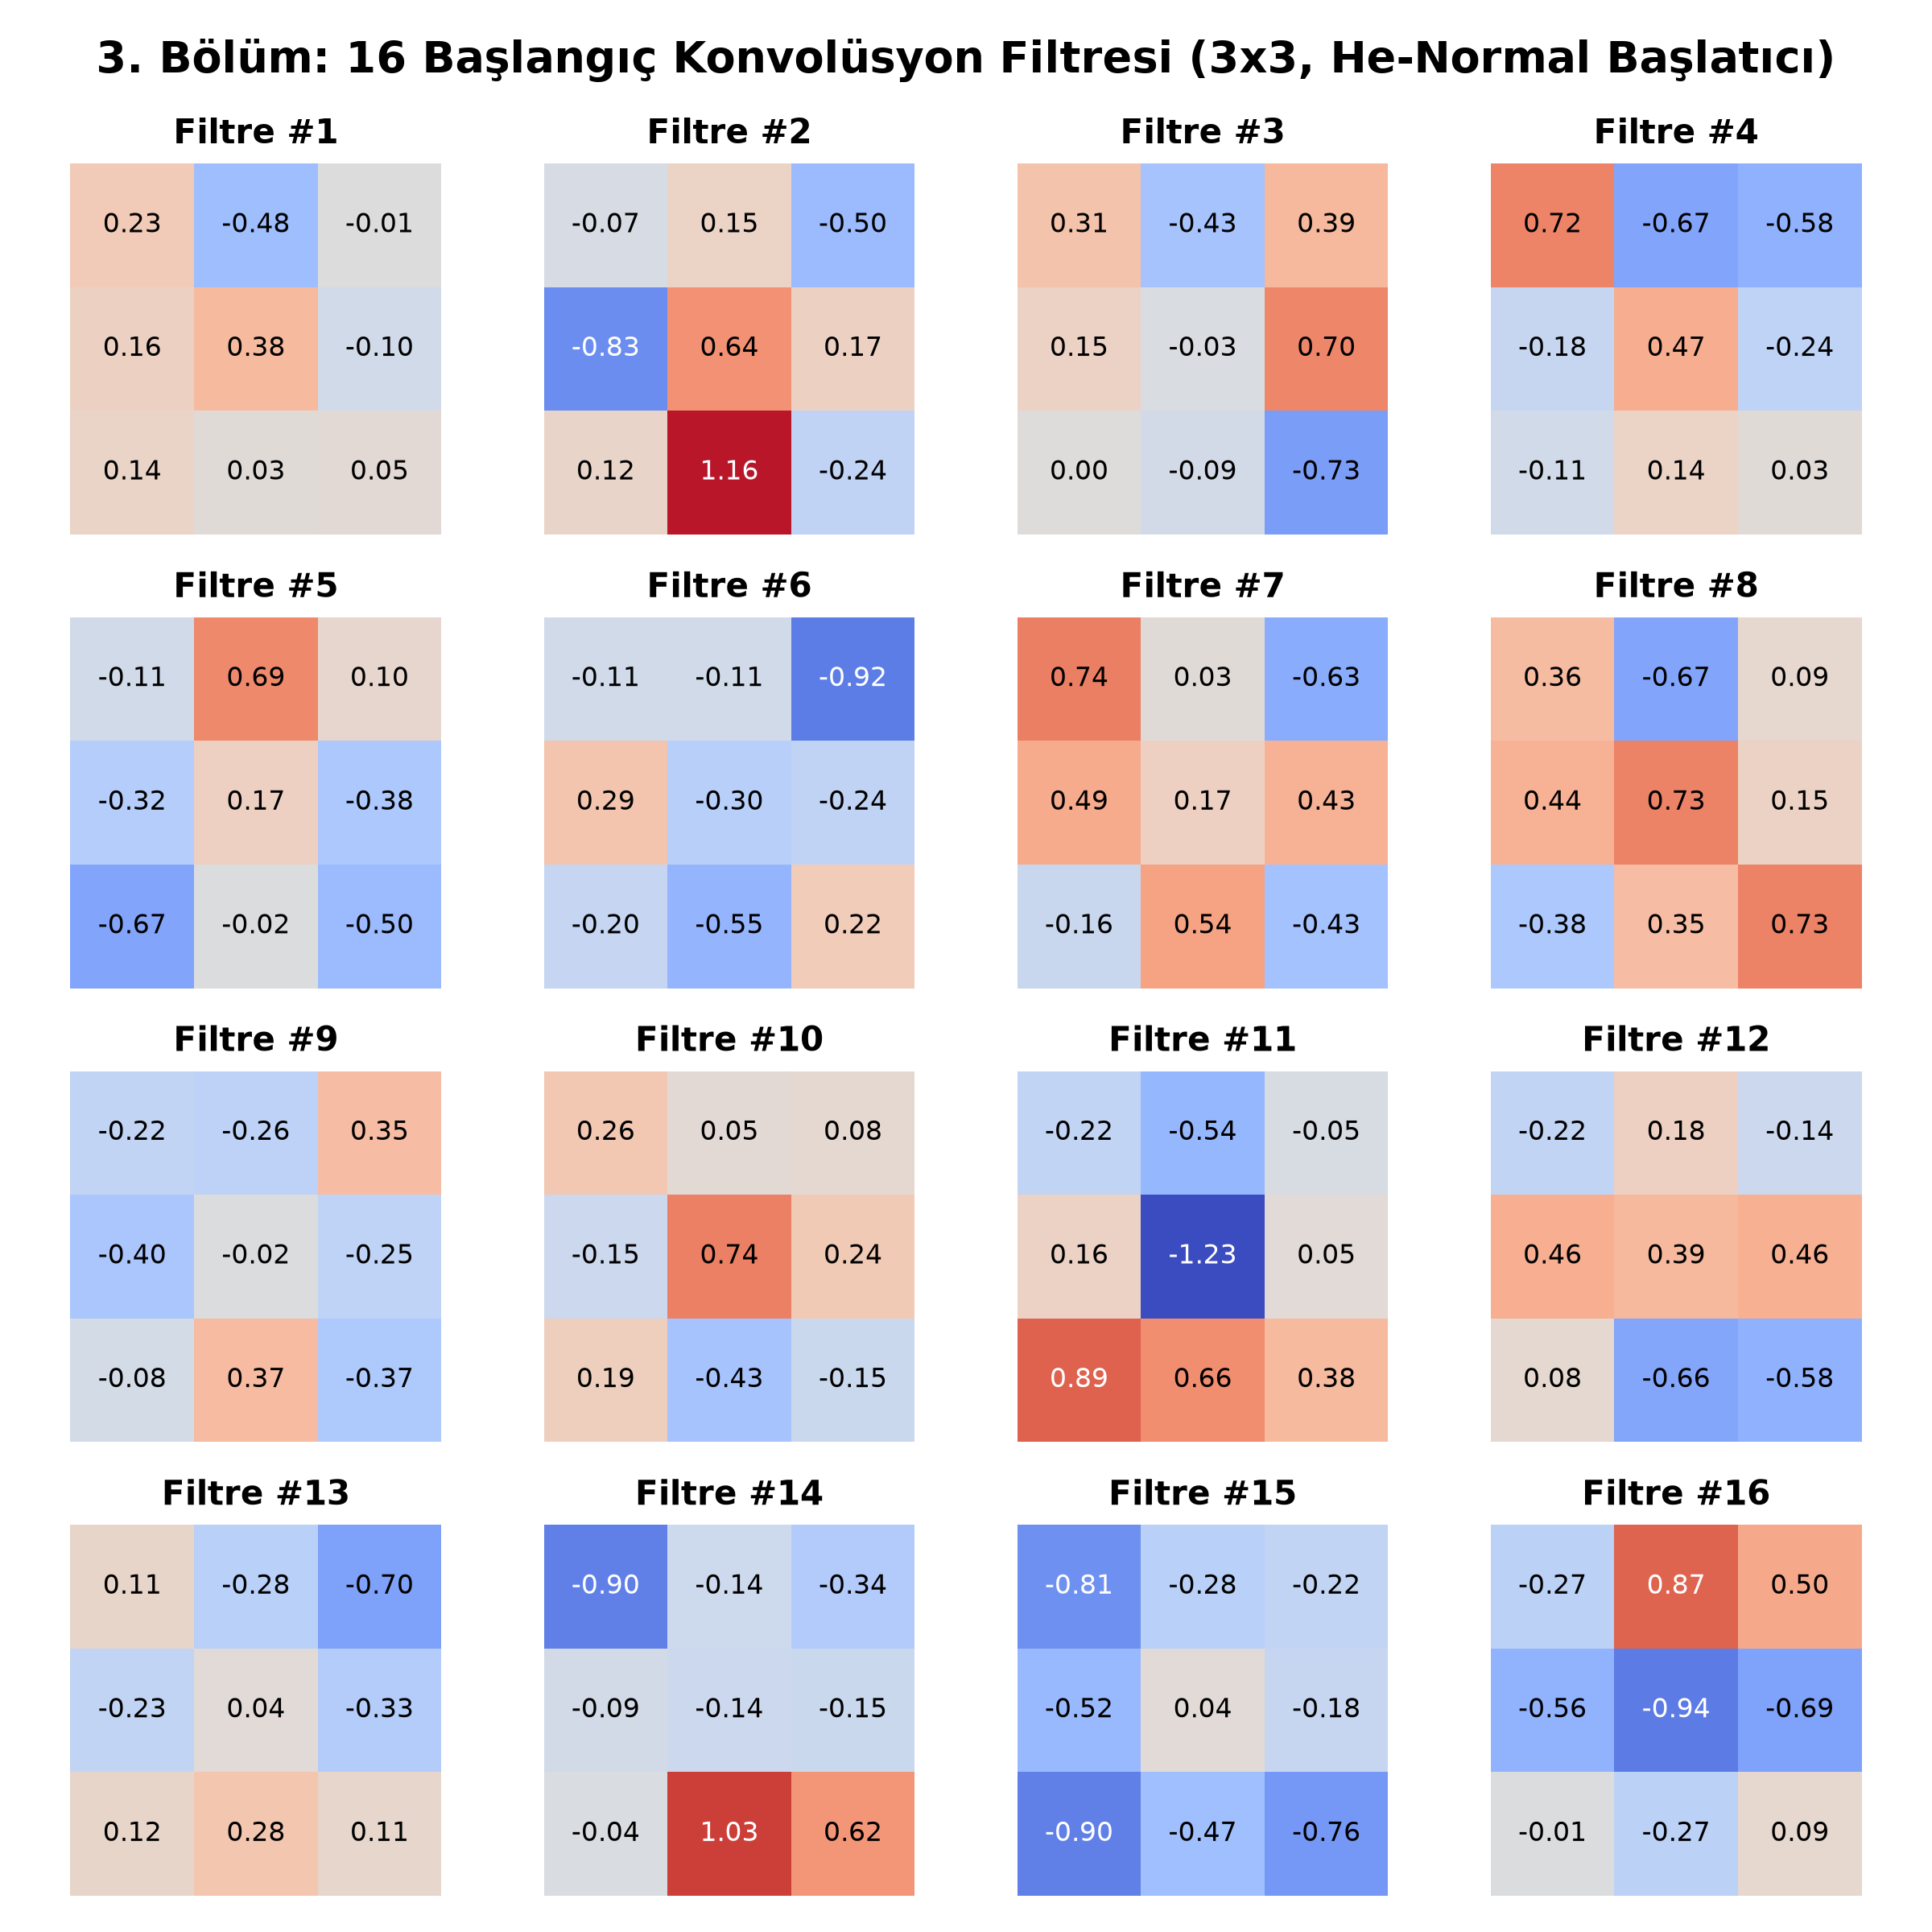 3. Bölüm: 16 Başlangıç Konvolüsyon Filtresi (3x3, He-Normal Başlatıcı)
Filtre #1 Filtre #2 Filtre #3 Filtre #4
0.23 -0.48 -0.01 -0.07 0.15 -0.50 0.31 -0.43 0.39 0.72 -0.67 -0.58
0.16 0.38 -0.10 -0.83 0.64 0.17 0.15 -0.03 0.70 -0.18 0.47 -0.24
0.14 0.03 0.05 0.12 1.16 -0.24 0.00 -0.09 -0.73 -0.11 0.14 0.03
Filtre #5 Filtre #6 Filtre #7 Filtre #8
-0.11 0.69 0.10 -0.11 -0.11 -0.92 0.74 0.03 -0.63 0.36 -0.67 0.09
-0.32 0.17 -0.38 0.29 -0.30 -0.24 0.49 0.17 0.43 0.44 0.73 0.15
-0.67 -0.02 -0.50 -0.20 -0.55 0.22 -0.16 0.54 -0.43 -0.38 0.35 0.73
Filtre #9 Filtre #10 Filtre #11 Filtre #12
-0.22 -0.26 0.35 0.26 0.05 0.08 -0.22 -0.54 -0.05 -0.22 0.18 -0.14
-0.40 -0.02 -0.25 -0.15 0.74 0.24 0.16 -1.23 0.05 0.46 0.39 0.46
-0.08 0.37 -0.37 0.19 -0.43 -0.15 0.89 0.66 0.38 0.08 -0.66 -0.58
Filtre #13 Filtre #14 Filtre #15 Filtre #16
0.11 -0.28 -0.70 -0.90 -0.14 -0.34 -0.81 -0.28 -0.22 -0.27 0.87 0.50
-0.23 0.04 -0.33 -0.09 -0.14 -0.15 -0.52 0.04 -0.18 -0.56 -0.94 -0.69
0.12 0.28 0.11 -0.04 1.03 0.62 -0.90 -0.47 -0.76 -0.01 -0.27 0.09